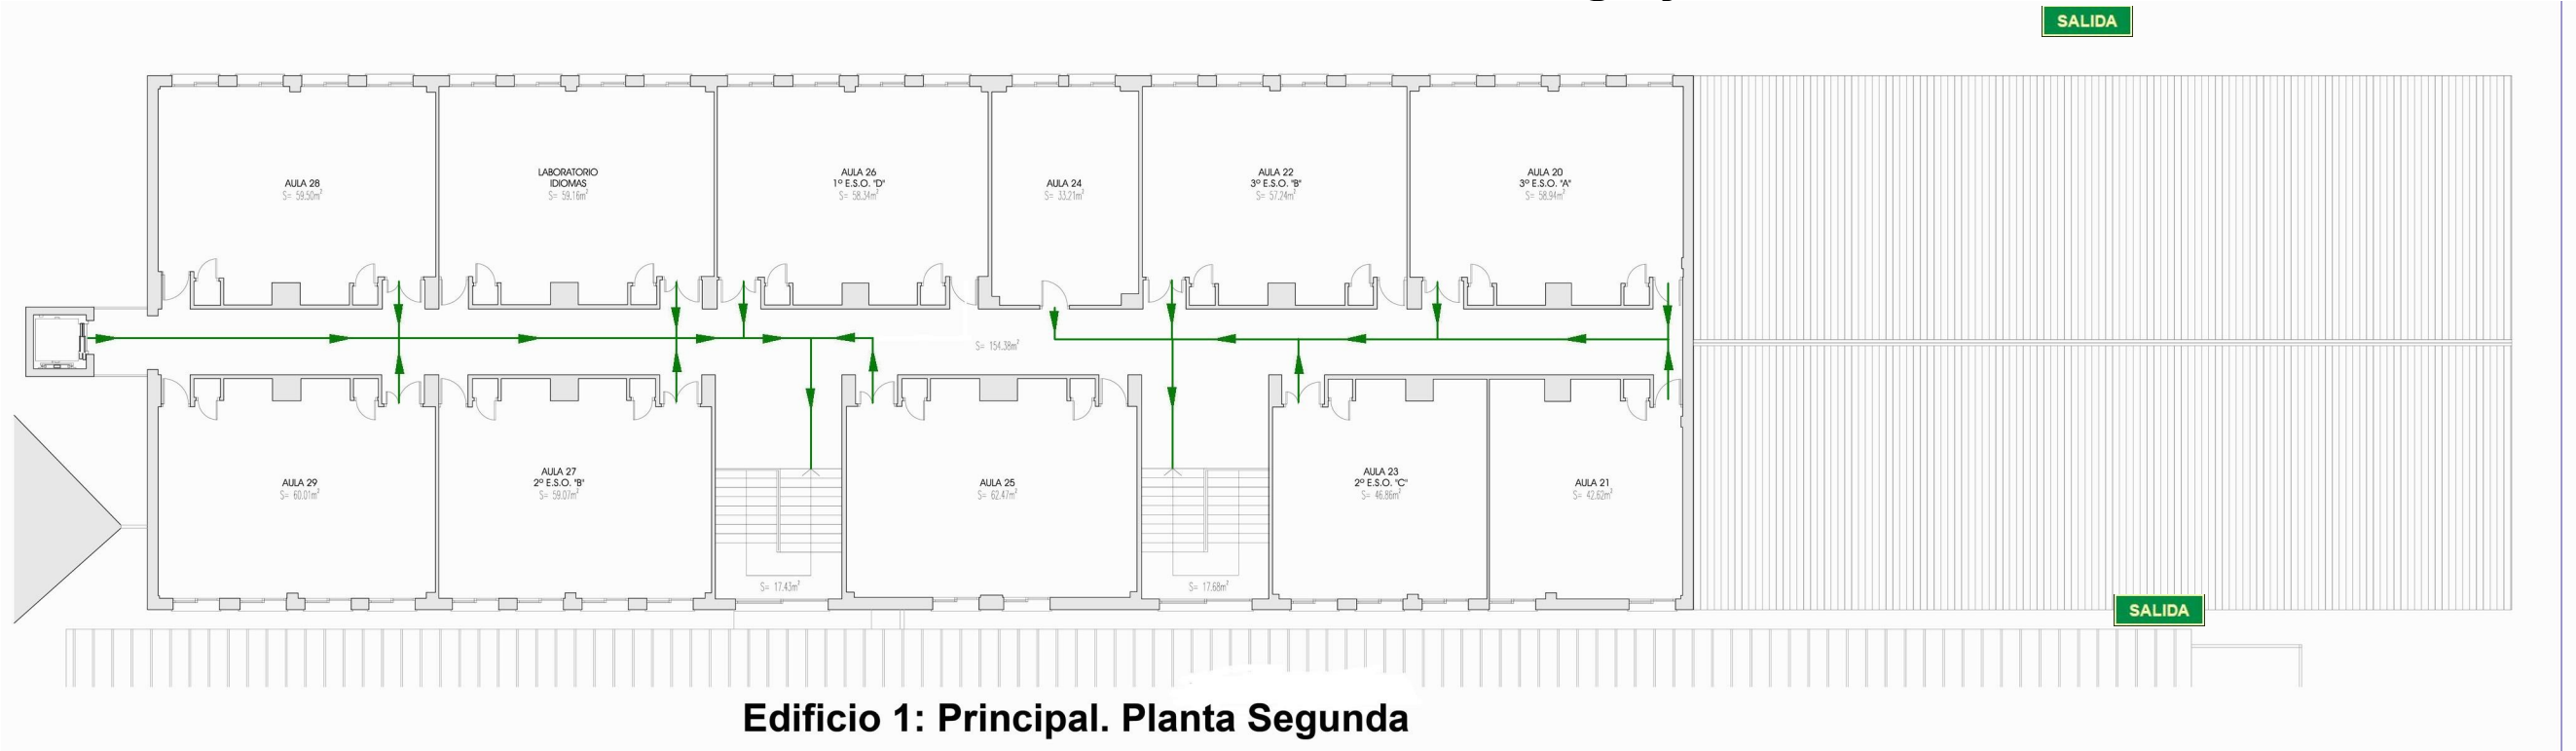 SALIDA
AULA 28
S= 59.50m²
LABORATORIO
IDIOMAS
S= 59.16m²
AULA 26
1º E.S.O. "D"
S= 58.34m²
AULA 24
S= 33.21m²
AULA 22
3º E.S.O. "B"
S= 57.24m²
AULA 20
3º E.S.O. "A"
S= 58.94m²
S= 154.38m²
AULA 29
S= 60.01m²
AULA 27
2º E.S.O. "B"
S= 59.07m²
S= 17.43m²
AULA 25
S= 62.47m²
S= 17.68m²
AULA 23
2º E.S.O. "C"
S= 46.86m²
AULA 21
S= 42.62m²
SALIDA
Edificio 1: Principal. Planta Segunda